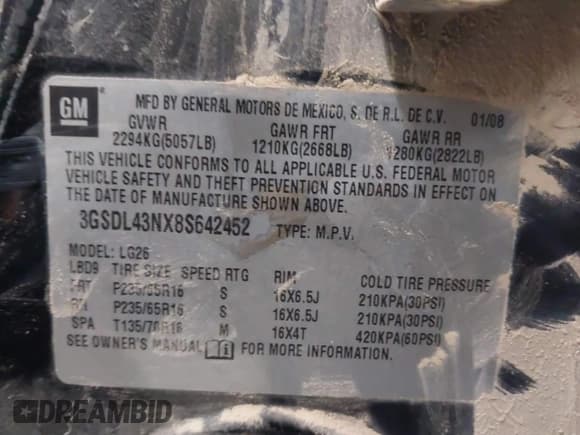 GM
MFD BY GENERAL MOTORS DE MEXICO, S. DE R.L. DE C.V. 01/08
GVWR GAWR FRT GAWR RR
2294KG(5057LB) 1210KG(2668LB) 1280KG(2822LB)
THIS VEHICLE CONFORMS TO ALL APPLICABLE U.S. FEDERAL MOTOR
VEHICLE SAFETY AND THEFT PREVENTION STANDARDS IN EFFECT ON
THE DATE OF MANUFACTURE SHOWN ABOVE.
3GSDL43NX8S642452 TYPE: M.P.V.
MODEL: LG26
LBD9 TIRE SIZE SPEED RTG RIM COLD TIRE PRESSURE
FRT P235/65R16 S 16X6.5J 210KPA(30PSI)
RR P235/65R16 S 16X6.5J 210KPA(30PSI)
SPA T135/70R16 M 16X4T 420KPA(60PSI)
SEE OWNER'S MANUAL FOR MORE INFORMATION.
DREAMBID